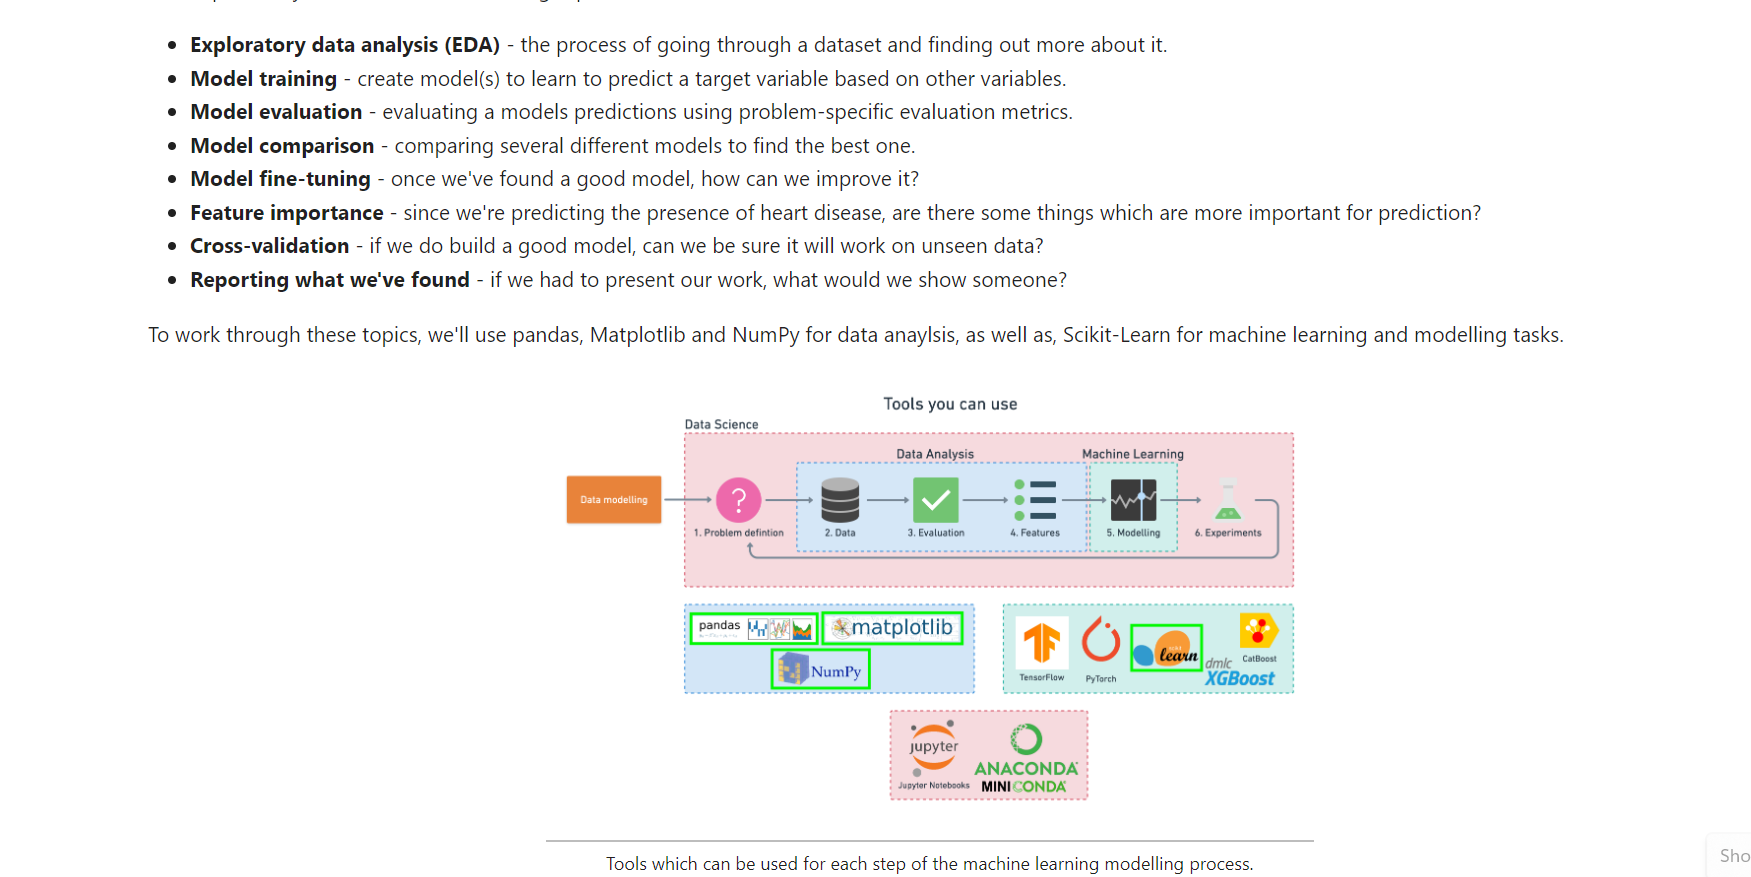 Exploratory data analysis (EDA) - the process of going through a dataset and finding out more about it.
Model training - create model(s) to learn to predict a target variable based on other variables.
Model evaluation - evaluating a models predictions using problem-specific evaluation metrics.
Model comparison - comparing several different models to find the best one.
Model fine-tuning - once we've found a good model, how can we improve it?
Feature importance - since we're predicting the presence of heart disease, are there some things which are more important for prediction?
Cross-validation - if we do build a good model, can we be sure it will work on unseen data?
Reporting what we've found - if we had to present our work, what would we show someone?
To work through these topics, we'll use pandas, Matplotlib and NumPy for data anaylsis, as well as, Scikit-Learn for machine learning and modelling tasks.
Tools you can use
Data Science
Data Analysis
Machine Learning
Data modelling
?
1. Problem defintion
2. Data
3. Evaluation
4. Features
5. Modelling
6. Experiments
pandas
matplotlib
NumPy
TensorFlow
PyTorch
learn
CatBoost
dmlc
XGBoost
jupyter
Jupyter Notebooks
ANACONDA
MINICONDA
Tools which can be used for each step of the machine learning modelling process.
Sho